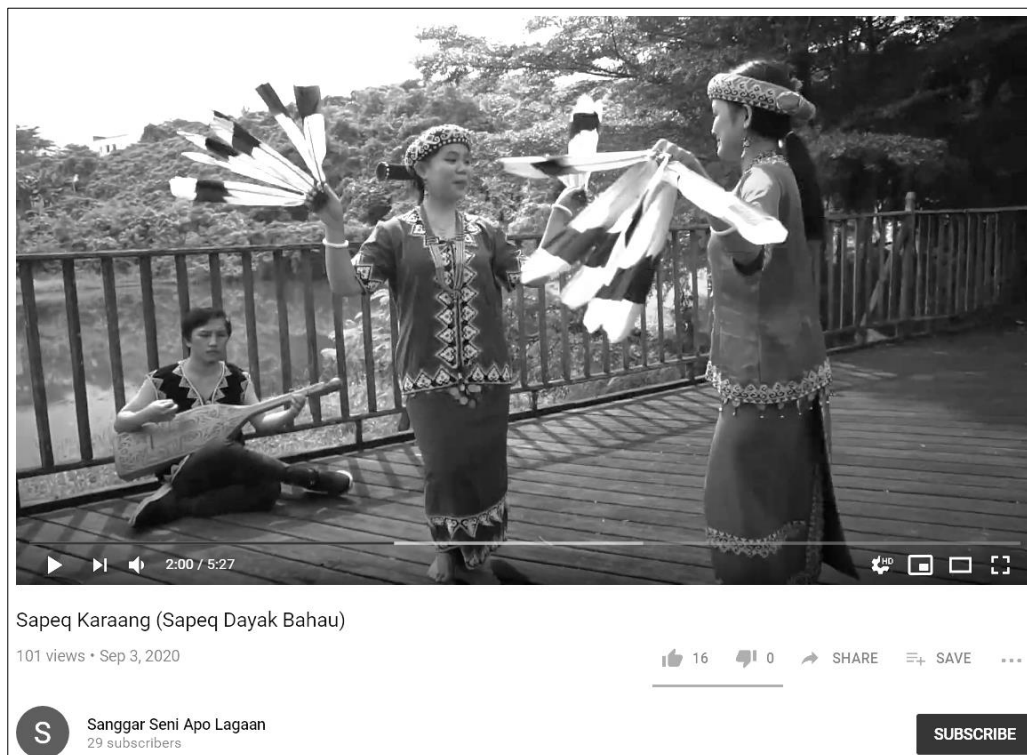 2:00 / 5:27
HD
Sapeq Karaang (Sapeq Dayak Bahau)
101 views • Sep 3, 2020
16 0 SHARE SAVE
S
Sanggar Seni Apo Lagaan
29 subscribers
SUBSCRIBE